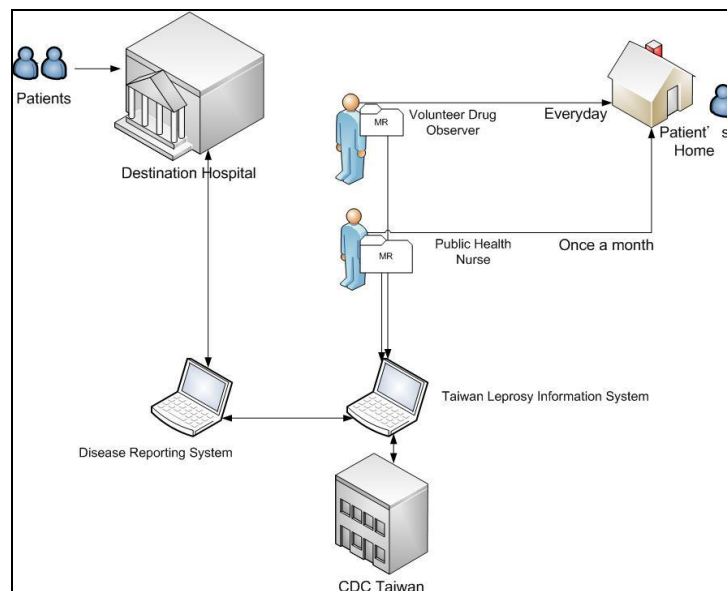 Patients
Destination Hospital
MR
Volunteer Drug
Observer
Everyday
Patient’ s
Home
MR
Public Health
Nurse
Once a month
Taiwan Leprosy Information System
Disease Reporting System
CDC Taiwan